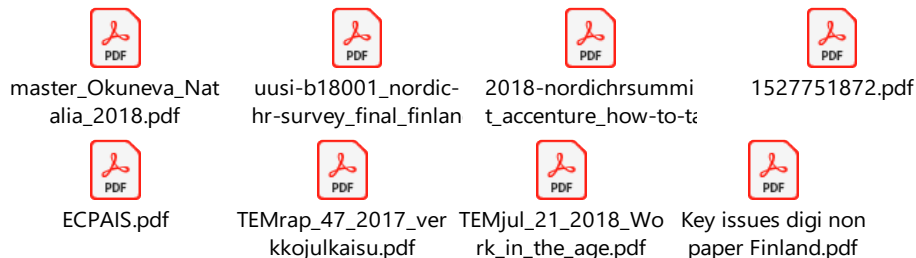 PDF PDF PDF PDF
master_Okuneva_Nat uusi-b18001_nordic- 2018-nordichrsummi 1527751872.pdf
alia_2018.pdf hr-survey_final_finlan t_accenture_how-to-ta
PDF PDF PDF PDF
ECPAIS.pdf TEMrap_47_2017_ver TEMjul_21_2018_Wo Key issues digi non
kkojulkaisu.pdf rk_in_the_age.pdf paper Finland.pdf